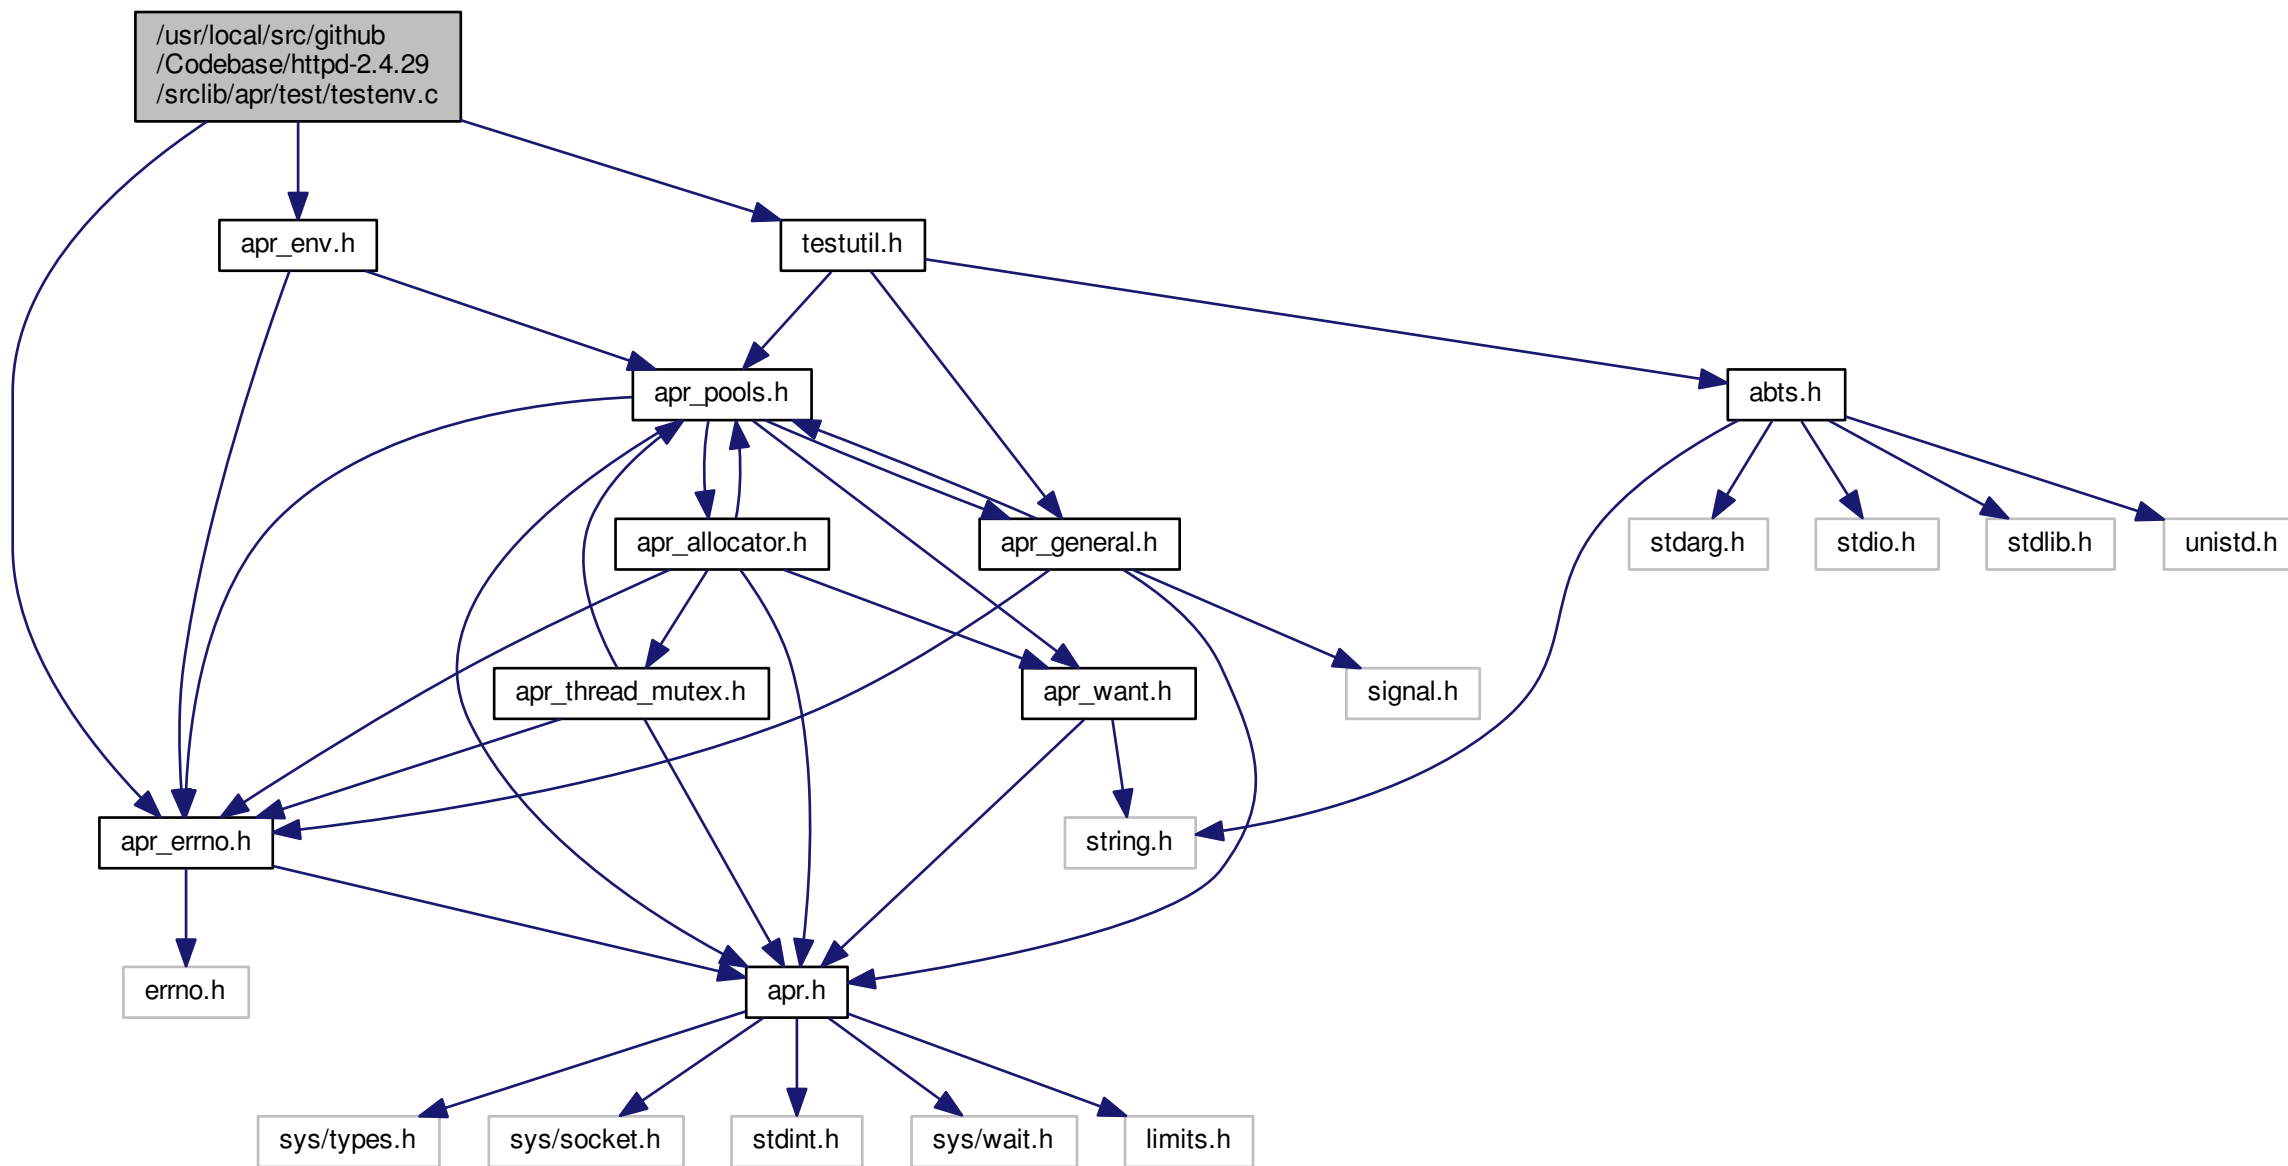 /usr/local/src/github
/Codebase/httpd-2.4.29
/srclib/apr/test/testenv.c
apr_env.h
testutil.h
apr_pools.h
abts.h
apr_allocator.h
apr_general.h
stdarg.h
stdio.h
stdlib.h
unistd.h
apr_thread_mutex.h
apr_want.h
signal.h
apr_errno.h
string.h
errno.h
apr.h
sys/types.h
sys/socket.h
stdint.h
sys/wait.h
limits.h